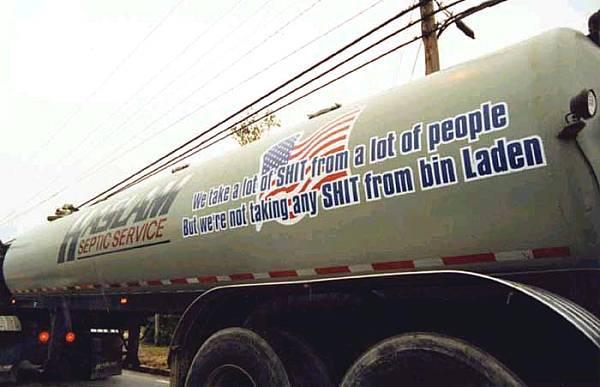 HASLAM
SEPTIC SERVICE
We take a lot of SHIT from a lot of people
But we're not taking any SHIT from bin Laden